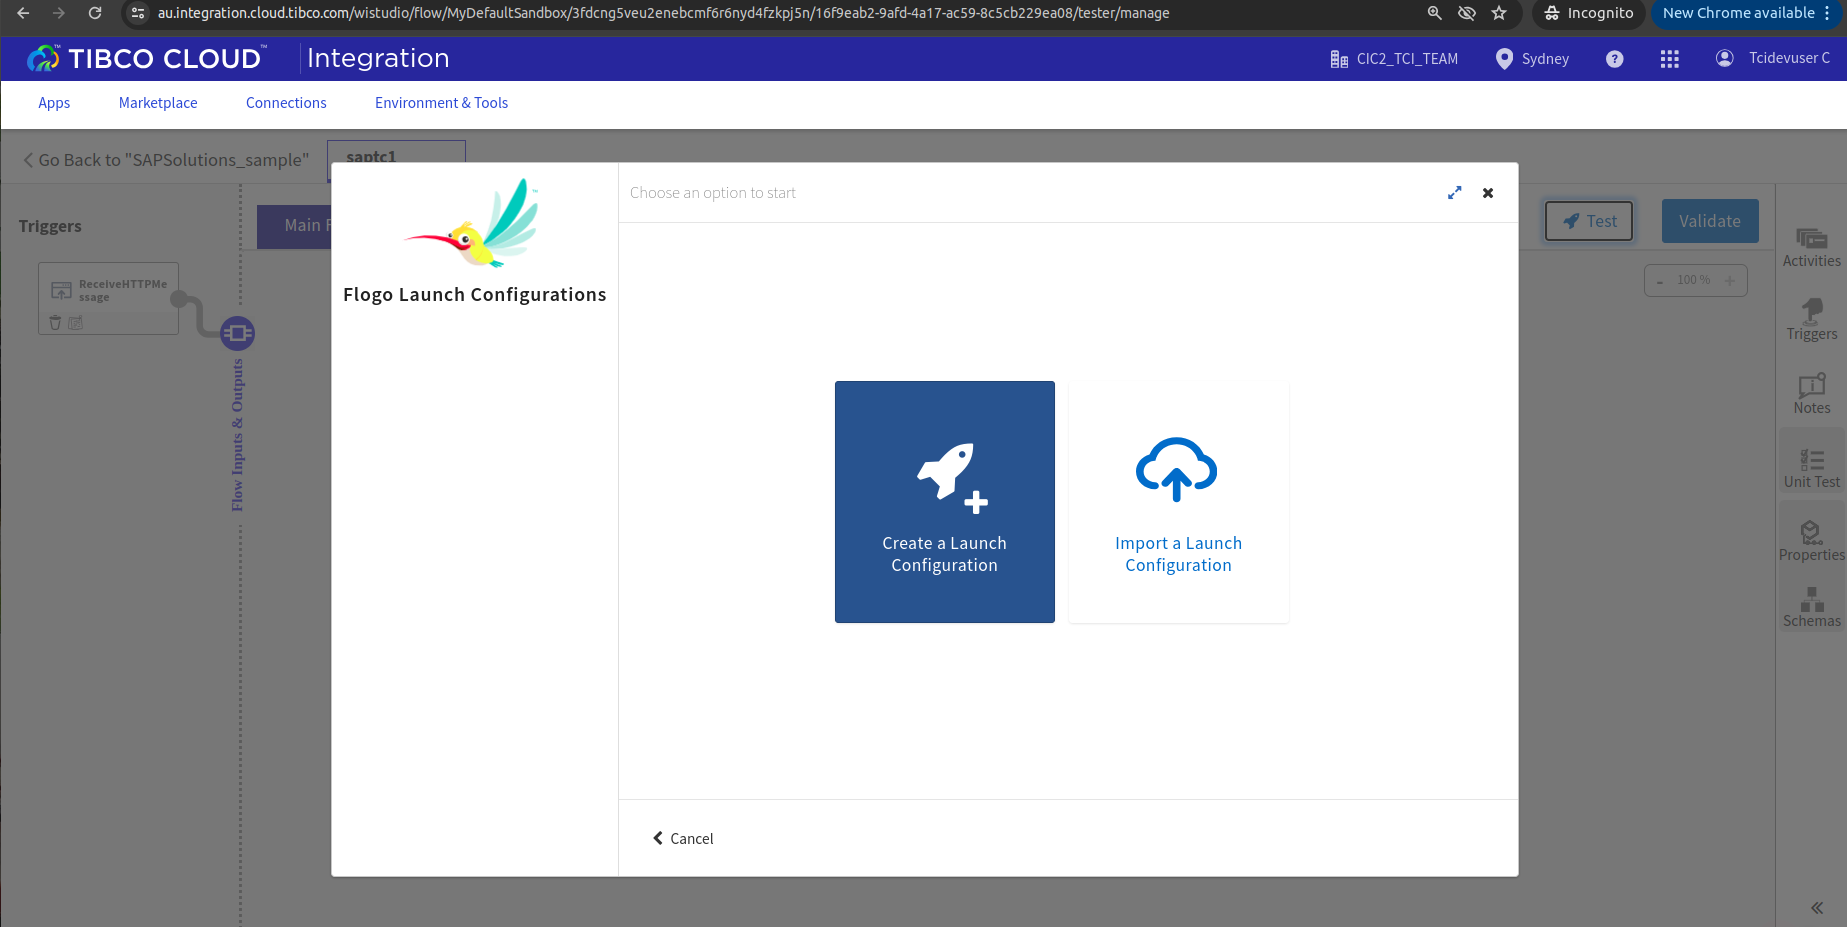 au.integration.cloud.tibco.com/wistudio/flow/MyDefaultSandbox/3fdcng5veu2enebcmf6r6nyd4fzkpj5n/16f9eab2-9afd-4a17-ac59-8c5cb229ea08/tester/manage
Incognito
New Chrome available
TIBCO CLOUD™
Integration
CIC2_TCI_TEAM
Sydney
?
Tcidevuser C
Apps
Marketplace
Connections
Environment & Tools
Go Back to "SAPSolutions_sample"
saptc1
Triggers
Main F
ReceiveHTTPMe
ssage
Flow Inputs & Outputs
Flogo Launch Configurations
Choose an option to start
Create a Launch
Configuration
Import a Launch
Configuration
Cancel
Test
Validate
- 100 % +
Activities
Triggers
Notes
Unit Test
Properties
Schemas